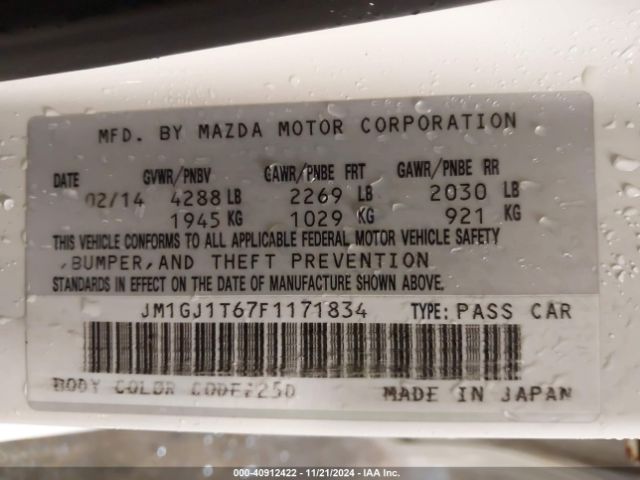 MFD. BY MAZDA MOTOR CORPORATION
DATE GVWR/PNBV GAWR/PNBE FRT GAWR/PNBE RR
02/14 4288 LB 2269 LB 2030 LB
1945 KG 1029 KG 921 KG
THIS VEHICLE CONFORMS TO ALL APPLICABLE FEDERAL MOTOR VEHICLE SAFETY
,BUMPER,AND THEFT PREVENTION
STANDARDS IN EFFECT ON THE DATE OF MANUFACTURE SHOWN ABOVE.
JM1GJ1T67F1171834 TYPE: PASS CAR
BODY COLOR CODE:25D MADE IN JAPAN
000-40912422 - 11/21/2024 - IAA Inc.